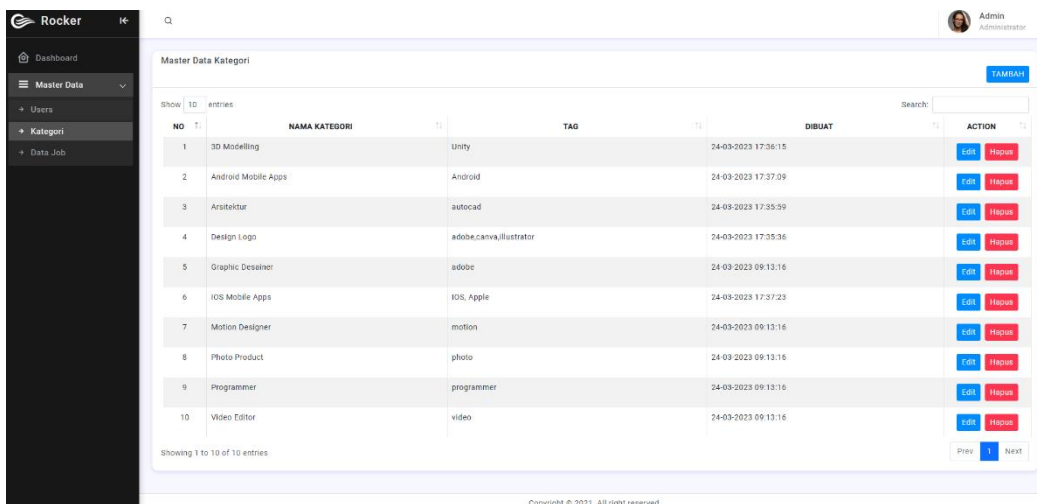 Rocker
Admin
Administrator
Dashboard
Master Data
Users
Kategori
Data Job
Master Data Kategori
TAMBAH
Show 10 entries Search:
NO NAMA KATEGORI TAG DIBUAT ACTION
1 3D Modelling Unity 24-03-2023 17:36:15 Edit Hapus
2 Android Mobile Apps Android 24-03-2023 17:37:09 Edit Hapus
3 Arsitektur autocad 24-03-2023 17:35:59 Edit Hapus
4 Design Logo adobe,canva,illustrator 24-03-2023 17:35:36 Edit Hapus
5 Graphic Desainer adobe 24-03-2023 09:13:16 Edit Hapus
6 IOS Mobile Apps IOS, Apple 24-03-2023 17:37:23 Edit Hapus
7 Motion Designer motion 24-03-2023 09:13:16 Edit Hapus
8 Photo Product photo 24-03-2023 09:13:16 Edit Hapus
9 Programmer programmer 24-03-2023 09:13:16 Edit Hapus
10 Video Editor video 24-03-2023 09:13:16 Edit Hapus
Showing 1 to 10 of 10 entries Prev 1 Next
Copyright © 2021. All right reserved.